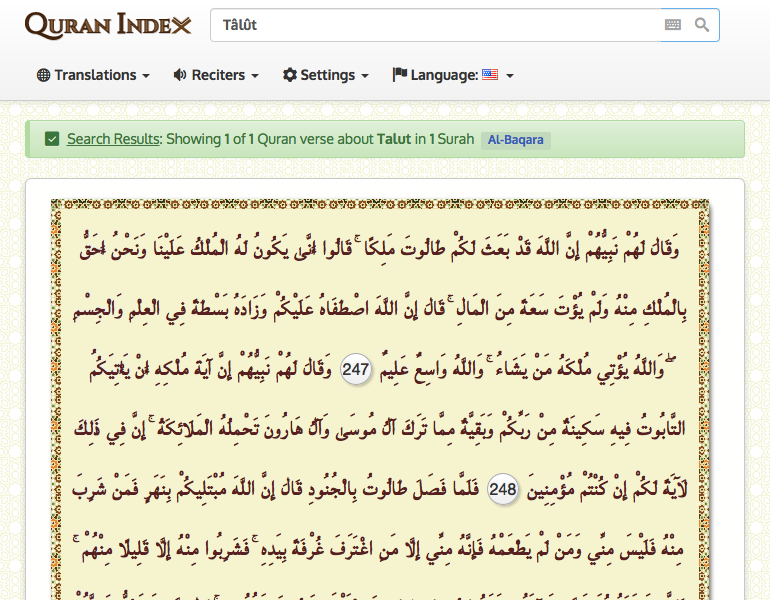 QURAN INDEX
Tâlût
Translations Reciters Settings Language:
Search Results: Showing 1 of 1 Quran verse about Talut in 1 Surah Al-Baqara
وَقَالَ لَهُمْ نَبِيُّهُمْ إِنَّ اللَّهَ قَدْ بَعَثَ لَكُمْ طَالُوتَ مَلِكًا ۚ قَالُوا أَنَّىٰ يَكُونُ لَهُ الْمُلْكُ عَلَيْنَا وَنَحْنُ أَحَقُّ
بِالْمُلْكِ مِنْهُ وَلَمْ يُؤْتَ سَعَةً مِنَ الْمَالِ ۚ قَالَ إِنَّ اللَّهَ اصْطَفَاهُ عَلَيْكُمْ وَزَادَهُ بَسْطَةً فِي الْعِلْمِ وَالْجِسْمِ
ۖ وَاللَّهُ يُؤْتِي مُلْكَهُ مَنْ يَشَاءُ ۚ وَاللَّهُ وَاسِعٌ عَلِيمٌ 247 وَقَالَ لَهُمْ نَبِيُّهُمْ إِنَّ آيَةَ مُلْكِهِ أَنْ يَأْتِيَكُمُ
التَّابُوتُ فِيهِ سَكِينَةٌ مِنْ رَبِّكُمْ وَبَقِيَّةٌ مِمَّا تَرَكَ آلُ مُوسَىٰ وَآلُ هَارُونَ تَحْمِلُهُ الْمَلَائِكَةُ ۚ إِنَّ فِي ذَٰلِكَ
لَآيَةً لَكُمْ إِنْ كُنْتُمْ مُؤْمِنِينَ 248 فَلَمَّا فَصَلَ طَالُوتُ بِالْجُنُودِ قَالَ إِنَّ اللَّهَ مُبْتَلِيكُمْ بِنَهَرٍ فَمَنْ شَرِبَ
مِنْهُ فَلَيْسَ مِنِّي وَمَنْ لَمْ يَطْعَمْهُ فَإِنَّهُ مِنِّي إِلَّا مَنِ اغْتَرَفَ غُرْفَةً بِيَدِهِ ۚ فَشَرِبُوا مِنْهُ إِلَّا قَلِيلًا مِنْهُمْ ۚ